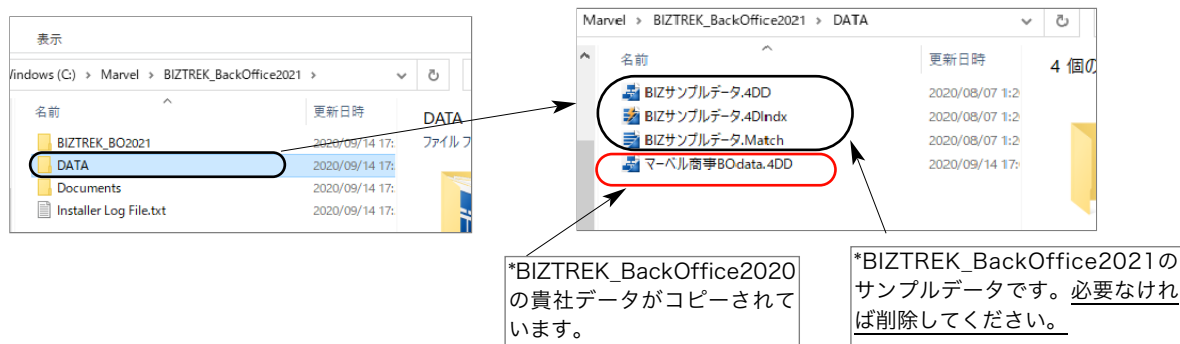 表示
Windows (C:) › Marvel › BIZTREK_BackOffice2021 ›
名前 更新日時
BIZTREK_BO2021 2020/09/14 17:
DATA 2020/09/14 17:
Documents 2020/09/14 17:
Installer Log File.txt 2020/09/14 17:
DATA
ファイル フ
Marvel › BIZTREK_BackOffice2021 › DATA
名前 更新日時
BIZサンプルデータ.4DD 2020/08/07 1:2
BIZサンプルデータ.4DIndx 2020/08/07 1:2
BIZサンプルデータ.Match 2020/08/07 1:2
マーベル商事BOdata.4DD 2020/09/14 17:
4 個の
*BIZTREK_BackOffice2020
の貴社データがコピーされて
います。
*BIZTREK_BackOffice2021の
サンプルデータです。必要なけれ
ば削除してください。